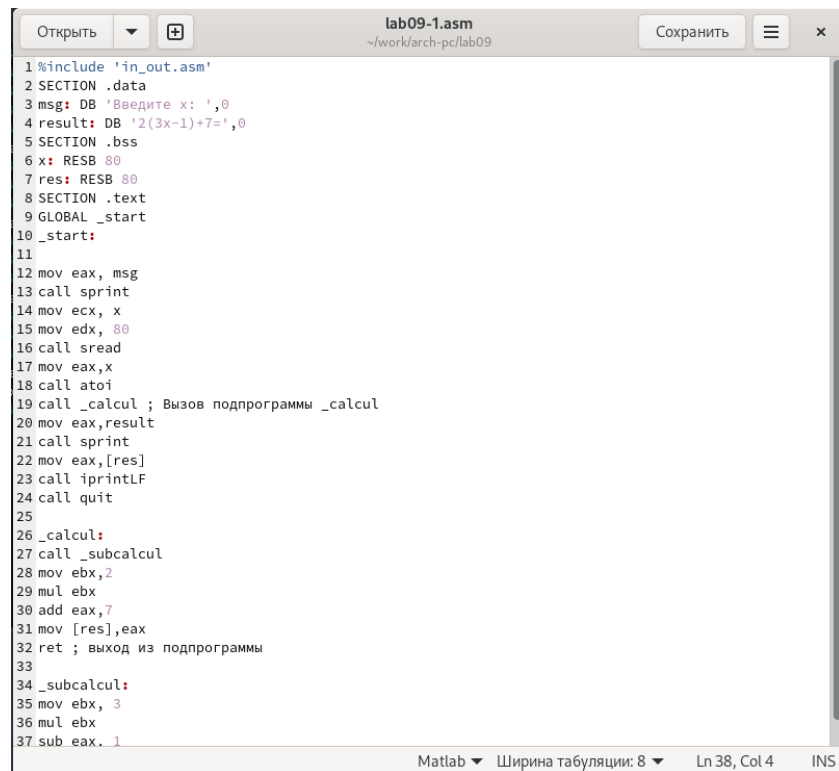 Открыть
lab09-1.asm
~/work/arch-pc/lab09
Сохранить
1 %include 'in_out.asm'
2 SECTION .data
3 msg: DB 'Введите x: ',0
4 result: DB '2(3x-1)+7=',0
5 SECTION .bss
6 x: RESB 80
7 res: RESB 80
8 SECTION .text
9 GLOBAL _start
10 _start:
11
12 mov eax, msg
13 call sprint
14 mov ecx, x
15 mov edx, 80
16 call sread
17 mov eax,x
18 call atoi
19 call _calcul ; Вызов подпрограммы _calcul
20 mov eax,result
21 call sprint
22 mov eax,[res]
23 call iprintLF
24 call quit
25
26 _calcul:
27 call _subcalcul
28 mov ebx,2
29 mul ebx
30 add eax,7
31 mov [res],eax
32 ret ; выход из подпрограммы
33
34 _subcalcul:
35 mov ebx, 3
36 mul ebx
37 sub eax, 1
Matlab Ширина табуляции: 8 Ln 38, Col 4 INS